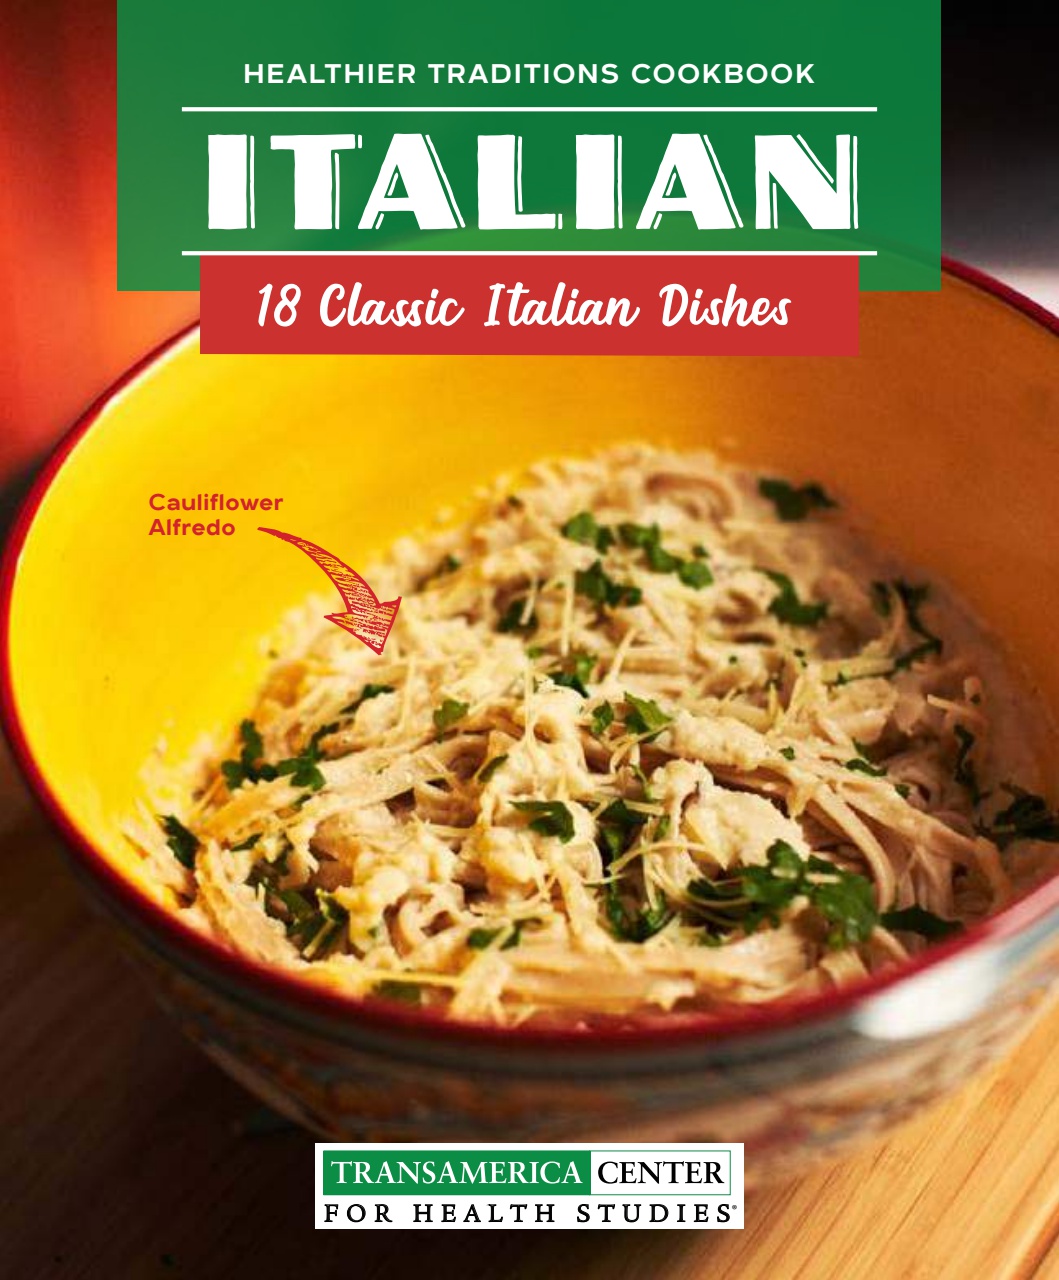 HEALTHIER TRADITIONS COOKBOOK
ITALIAN
18 Classic Italian Dishes
Cauliflower
Alfredo
TRANSAMERICA CENTER
FOR HEALTH STUDIES®